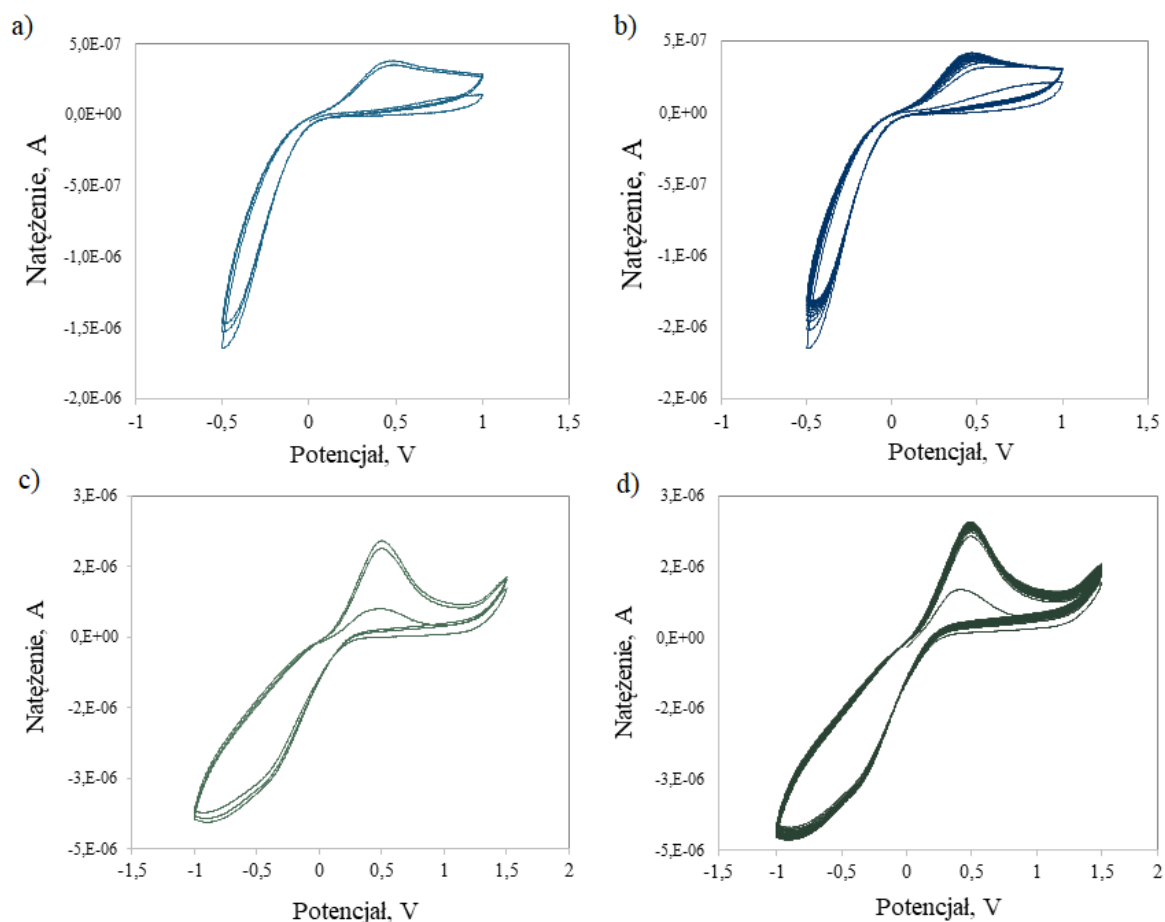 a)
5,0E-07
0,0E+00
-5,0E-07
-1,0E-06
-1,5E-06
-2,0E-06
-1 -0,5 0 0,5 1 1,5
Natężenie, A
Potencjał, V
b)
5,0E-07
0,0E+00
-5,0E-07
-1,0E-06
-2,E-06
-2,E-06
-1 -0,5 0 0,5 1 1,5
Natężenie, A
Potencjał, V
c)
3,E-06
2,E-06
0,E+00
-2,E-06
-3,E-06
-5,E-06
-1,5 -1 -0,5 0 0,5 1 1,5 2
Natężenie, A
Potencjał, V
d)
3,E-06
2,E-06
0,E+00
-2,E-06
-3,E-06
-5,E-06
-1,5 -1 -0,5 0 0,5 1 1,5 2
Natężenie, A
Potencjał, V